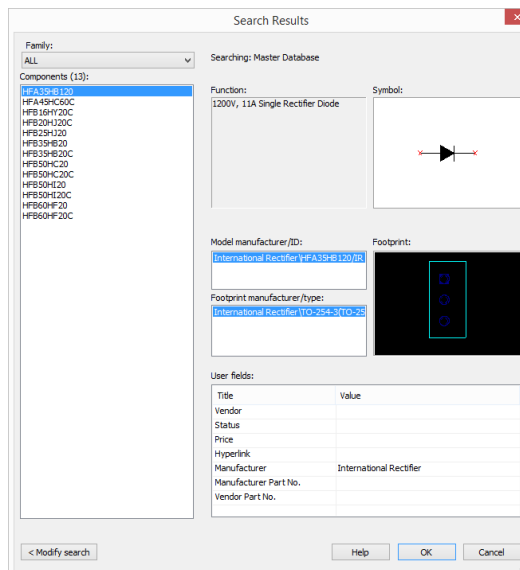 Search Results
Family:
ALL
Components (13):
HFA35HB120
HFA45HC60C
HFB16HY20C
HFB20HJ20C
HFB25HJ20
HFB35HB20
HFB35HB20C
HFB50HC20
HFB50HC20C
HFB50HI20
HFB50HI20C
HFB60HF20
HFB60HF20C
Searching: Master Database
Function:
1200V, 11A Single Rectifier Diode
Symbol:
Model manufacturer/ID:
International Rectifier\HFA35HB120/IR
Footprint:
Footprint manufacturer/type:
International Rectifier\TO-254-3(TO-25
User fields:
Title Value
Vendor
Status
Price
Hyperlink
Manufacturer International Rectifier
Manufacturer Part No.
Vendor Part No.
< Modify search
Help
OK
Cancel